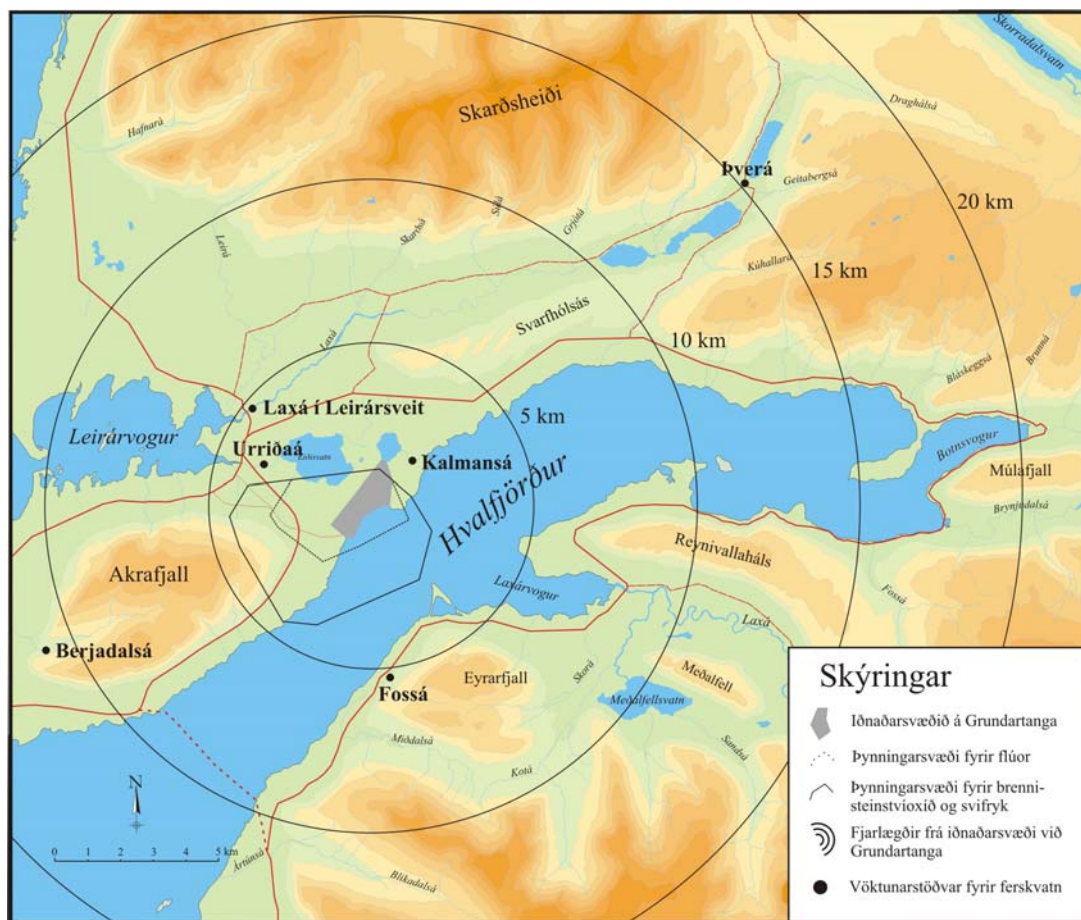 Skorradalsvatn
Skarðsheiði
Draghálsá
Hafnará
Þverá
Geitabergsá
20 km
Leirá
Skarðsá
Súlá
Grjótá
Kúhallará
15 km
Svarfhólsás
Laxá
10 km
Bláskeggsá
Brunná
5 km
Laxá í Leirársveit
Leirárvogur
Urriðaá
Eiðisvatn
Kalmansá
Botnsvogur
Múlafjall
Hvalfjörður
Brynjudalsá
Reynivallaháls
Akrafjall
Laxárvogur
Fossá
Laxá
Berjadalsá
Fossá
Eyrarfjall
Skorá
Meðalfell
Meðalfellsvatn
Miðdalsá
Sandsá
Kotá
N
0 1 2 3 4 5 km
Ártúnsá
Blikadalsá
Skýringar
Iðnaðarsvæðið á Grundartanga
Þynningarsvæði fyrir flúor
Þynningarsvæði fyrir brenni-
steinstvíoxíð og svifryk
Fjarlægðir frá iðnaðarsvæði við
Grundartanga
Vöktunarstöðvar fyrir ferskvatn